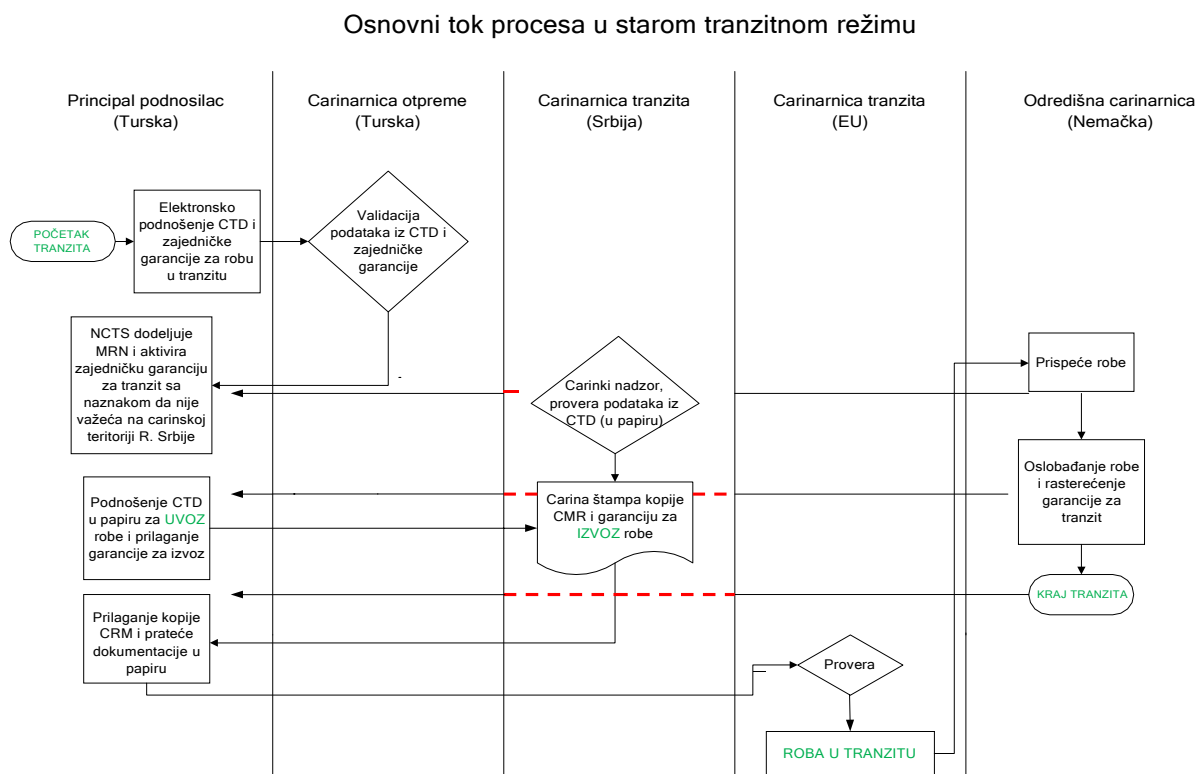 Osnovni tok procesa u starom tranzitnom režimu
Principal podnosilac
(Turska)
Carinarnica otpreme
(Turska)
Carinarnica tranzita
(Srbija)
Carinarnica tranzita
(EU)
Odredišna carinarnica
(Nemačka)
POČETAK
TRANZITA
Elektronsko
podnošenje CTD i
zajedničke
garancije za robu
u tranzitu
Validacija
podataka iz CTD i
zajedničke
garancije
NCTS dodeljuje
MRN i aktivira
zajedničku garanciju
za tranzit sa
naznakom da nije
važeća na carinskoj
teritoriji R. Srbije
Carinki nadzor,
provera podataka iz
CTD (u papiru)
Prispeće robe
Podnošenje CTD
u papiru za UVOZ
robe i prilaganje
garancije za izvoz
Carina štampa kopije
CMR i garanciju za
IZVOZ robe
Oslobađanje robe
i rasterećenje
garancije za
tranzit
Prilaganje kopije
CRM i prateće
dokumentacije u
papiru
KRAJ TRANZITA
Provera
ROBA U TRANZITU